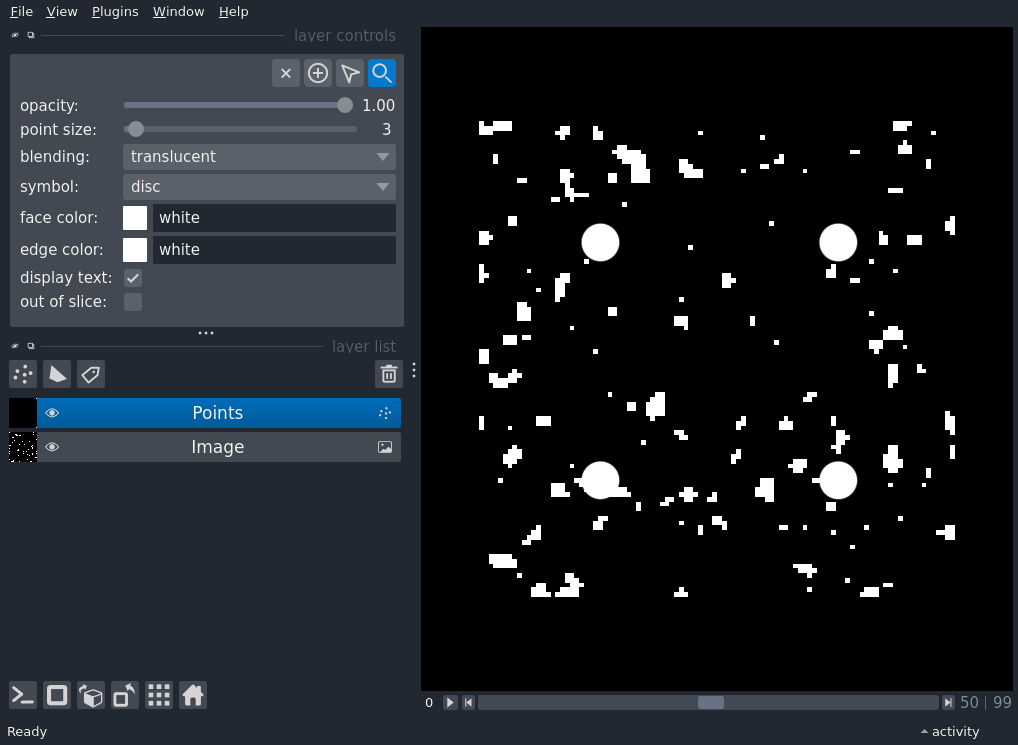 File View Plugins Window Help
layer controls
opacity: 1.00
point size: 3
blending: translucent
symbol: disc
face color: white
edge color: white
display text:
out of slice:
layer list
Points
Image
0 50 | 99
Ready activity